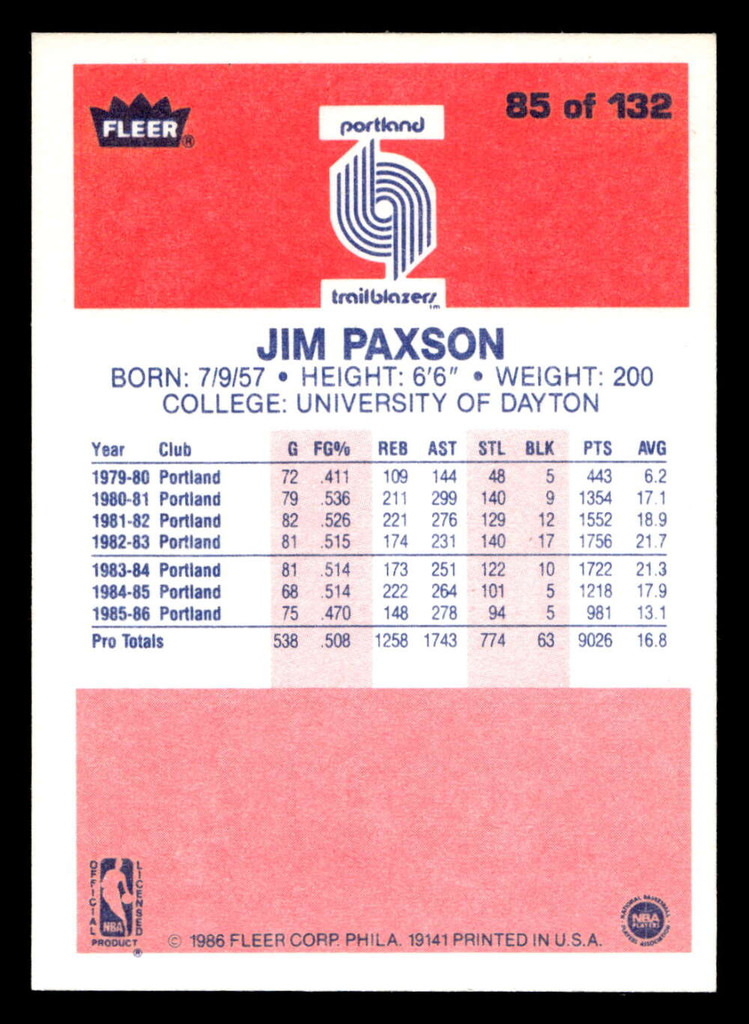 FLEER®
85 of 132
portland
trailblazers
TM
JIM PAXSON
BORN: 7/9/57 • HEIGHT: 6'6" • WEIGHT: 200
COLLEGE: UNIVERSITY OF DAYTON
Year Club G FG% REB AST STL BLK PTS AVG
1979-80 Portland 72 .411 109 144 48 5 443 6.2
1980-81 Portland 79 .536 211 299 140 9 1354 17.1
1981-82 Portland 82 .526 221 276 129 12 1552 18.9
1982-83 Portland 81 .515 174 231 140 17 1756 21.7
1983-84 Portland 81 .514 173 251 122 10 1722 21.3
1984-85 Portland 68 .514 222 264 101 5 1218 17.9
1985-86 Portland 75 .470 148 278 94 5 981 13.1
Pro Totals 538 .508 1258 1743 774 63 9026 16.8
OFFICIAL
LICENSED
NBA
PRODUCT
®
© 1986 FLEER CORP. PHILA. 19141 PRINTED IN U.S.A.
NATIONAL BASKETBALL
NBA
PLAYERS
PLAYERS ASSOCIATION